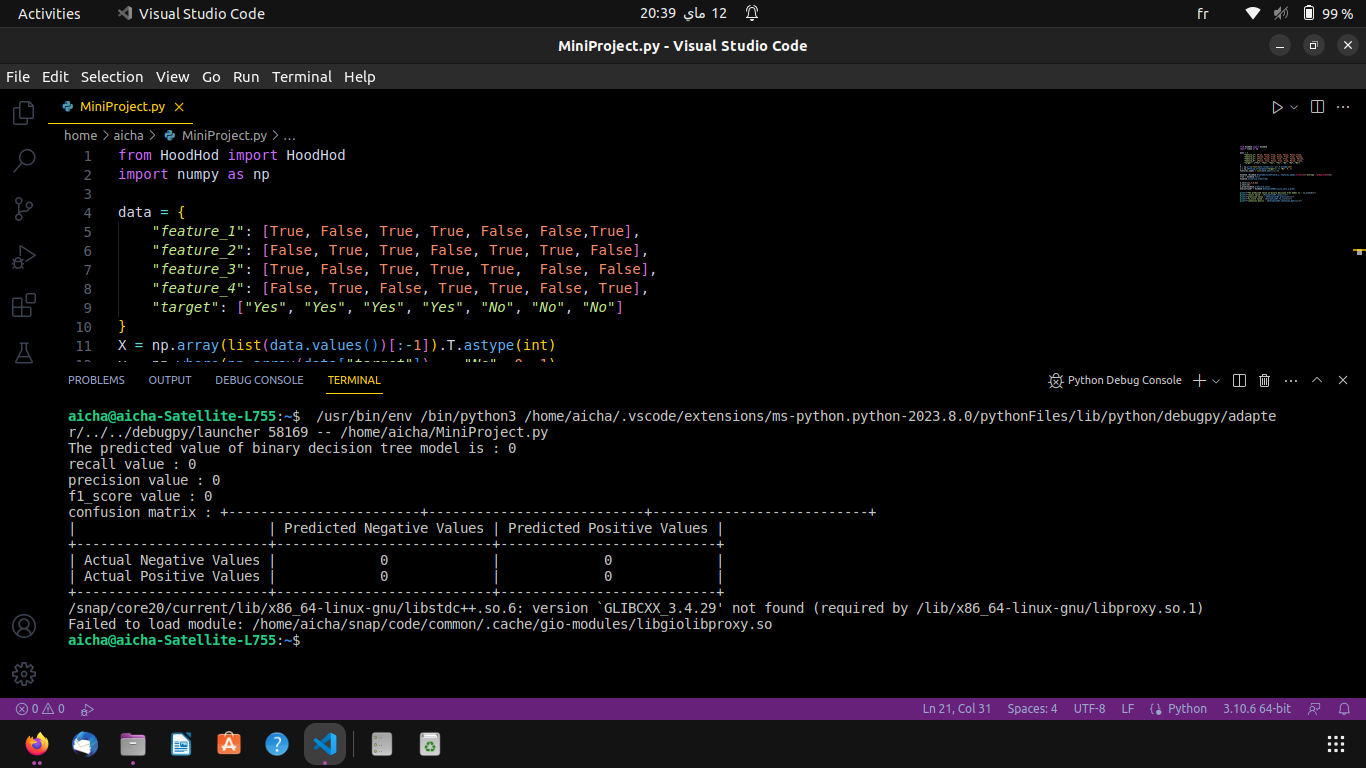 Activities Visual Studio Code 20:39 ماي 12 fr 99 %
MiniProject.py - Visual Studio Code
File Edit Selection View Go Run Terminal Help
MiniProject.py
home > aicha > MiniProject.py > ...
1 from HoodHod import HoodHod
2 import numpy as np
3
4 data = {
5 "feature_1": [True, False, True, True, False, False,True],
6 "feature_2": [False, True, True, False, True, True, False],
7 "feature_3": [True, False, True, True, True,  False, False],
8 "feature_4": [False, True, False, True, True, False, True],
9 "target": ["Yes", "Yes", "Yes", "Yes", "No", "No", "No"]
10 }
11 X = np.array(list(data.values())[:-1]).T.astype(int)
PROBLEMS OUTPUT DEBUG CONSOLE TERMINAL Python Debug Console
aicha@aicha-Satellite-L755:~$  /usr/bin/env /bin/python3 /home/aicha/.vscode/extensions/ms-python.python-2023.8.0/pythonFiles/lib/python/debugpy/adapte
r/../../debugpy/launcher 58169 -- /home/aicha/MiniProject.py
The predicted value of binary decision tree model is : 0
recall value : 0
precision value : 0
f1_score value : 0
confusion matrix : +------------------------+---------------------------+---------------------------+
|                        | Predicted Negative Values | Predicted Positive Values |
+------------------------+---------------------------+---------------------------+
| Actual Negative Values |             0             |             0             |
| Actual Positive Values |             0             |             0             |
+------------------------+---------------------------+---------------------------+
/snap/core20/current/lib/x86_64-linux-gnu/libstdc++.so.6: version `GLIBCXX_3.4.29' not found (required by /lib/x86_64-linux-gnu/libproxy.so.1)
Failed to load module: /home/aicha/snap/code/common/.cache/gio-modules/libgiolibproxy.so
aicha@aicha-Satellite-L755:~$
0 0 Ln 21, Col 31 Spaces: 4 UTF-8 LF Python 3.10.6 64-bit